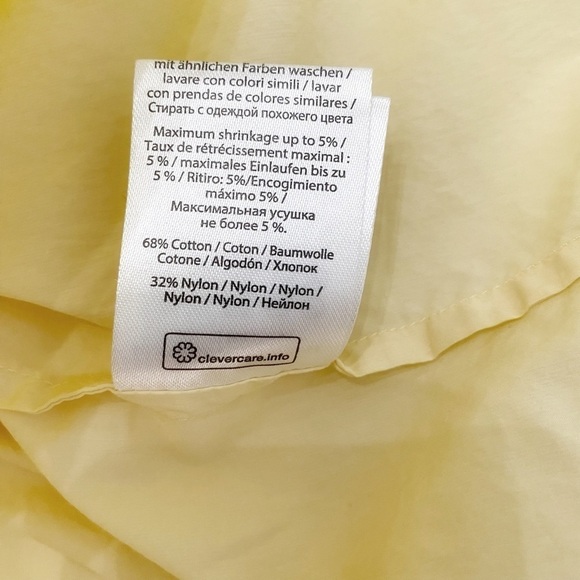 mit ähnlichen Farben waschen /
lavare con colori simili / lavar
con prendas de colores similares /
Стирать с одеждой похожего цвета
Maximum shrinkage up to 5% /
Taux de rétrécissement maximal :
5 % / maximales Einlaufen bis zu
5 % / Ritiro: 5%/Encogimiento
máximo 5% /
Максимальная усушка
не более 5 %.
68% Cotton / Coton / Baumwolle
Cotone / Algodón / Хлопок
32% Nylon / Nylon / Nylon /
Nylon / Nylon / Нейлон
clevercare.info